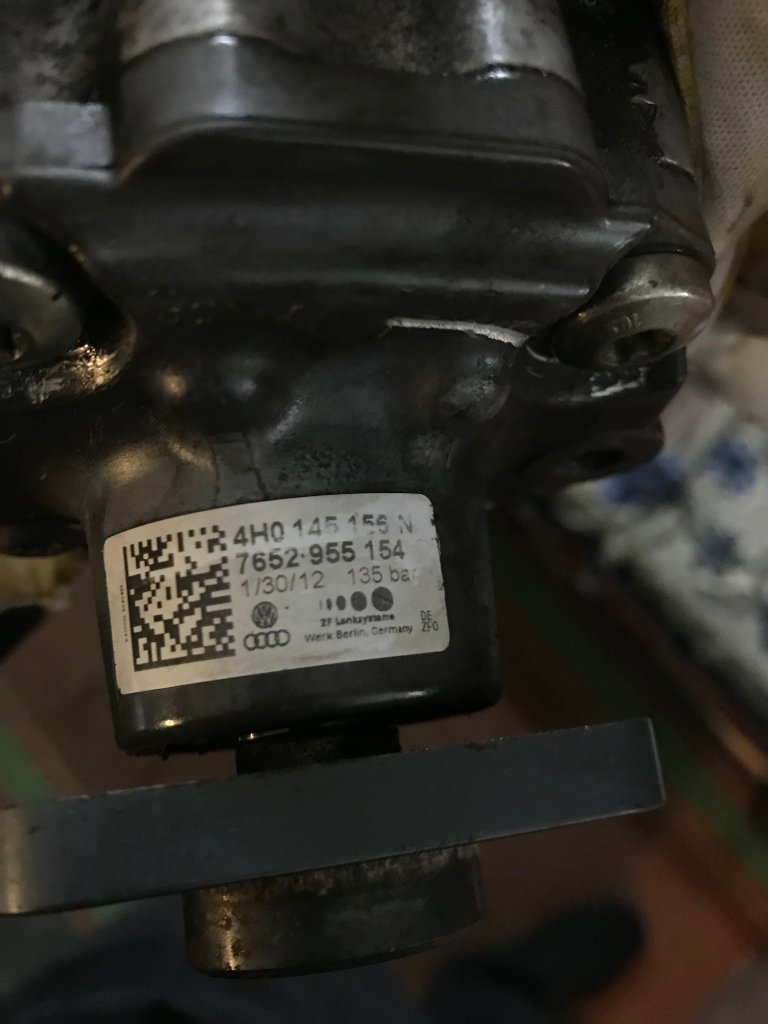 4H0 145 156 N
7652 955 154
1/30/12 135 bar
ZF Lenksysteme
Werk Berlin, Germany
DE
ZFO